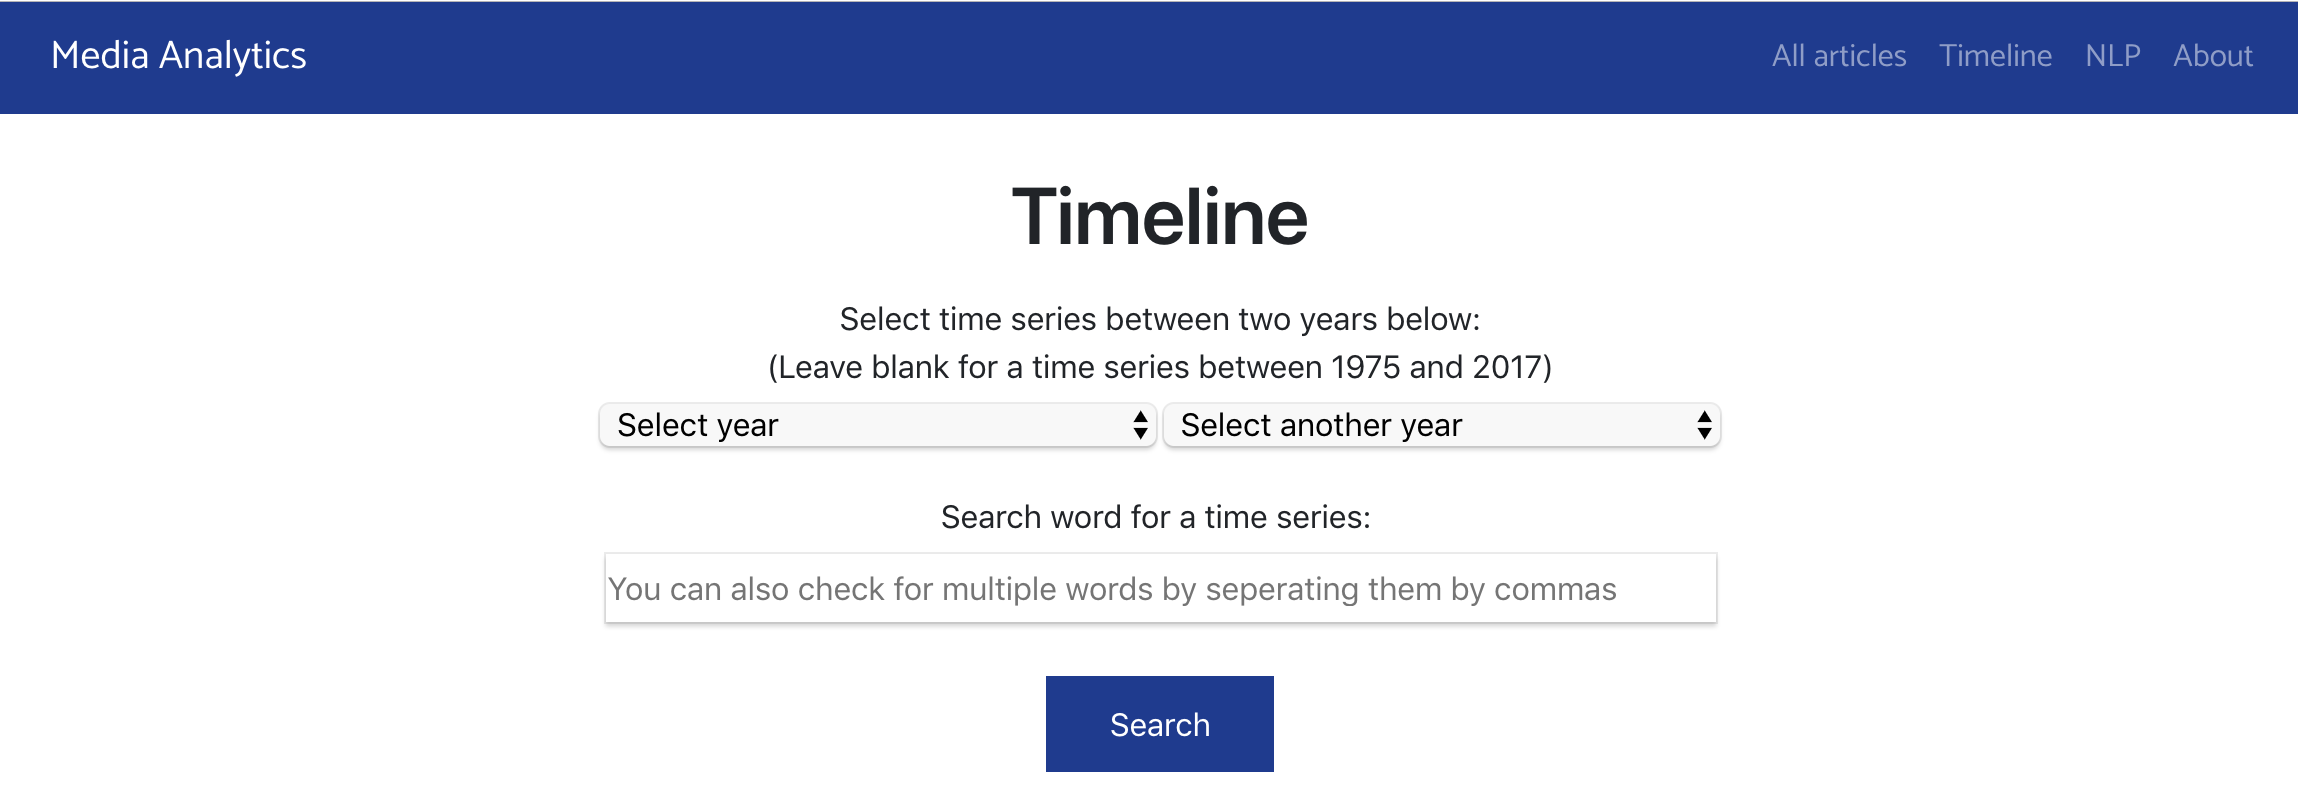 Media Analytics
All articles Timeline NLP About
Timeline
Select time series between two years below:
(Leave blank for a time series between 1975 and 2017)
Select year
Select another year
Search word for a time series:
You can also check for multiple words by seperating them by commas
Search